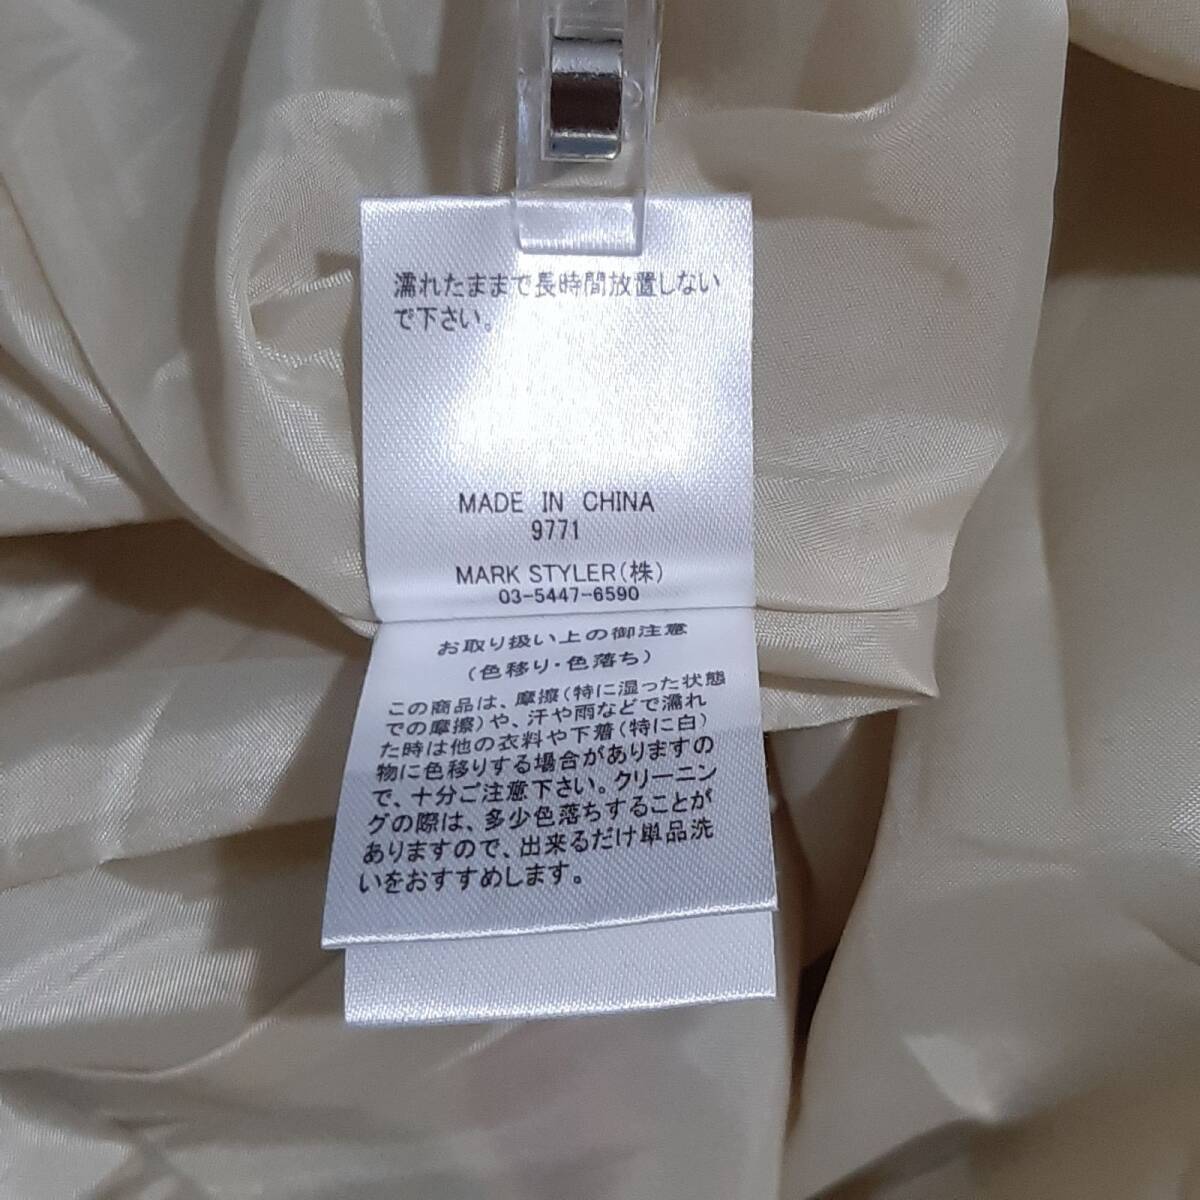 濡れたままで長時間放置しない
で下さい。
MADE IN CHINA
9771
MARK STYLER(株)
03-5447-6590
お取り扱い上の御注意
(色移り・色落ち)
この商品は、摩擦(特に湿った状態
での摩擦)や、汗や雨などで濡れ
た時は他の衣料や下着(特に白)
物に色移りする場合がありますの
で、十分ご注意下さい。クリーニン
グの際は、多少色落ちすることが
ありますので、出来るだけ単品洗
いをおすすめします。